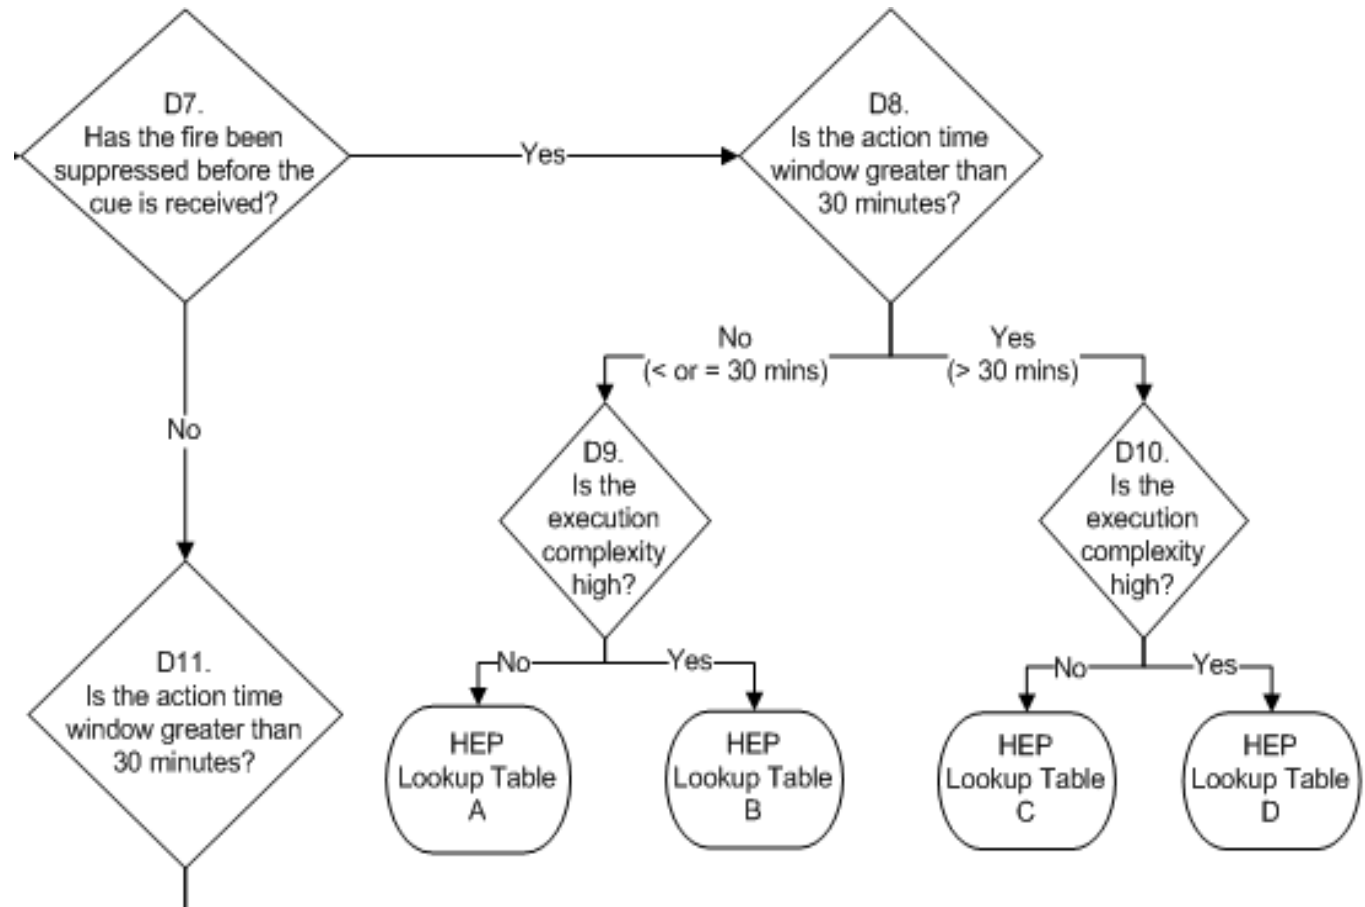 D7.
Has the fire been
suppressed before the
cue is received?
Yes
D8.
Is the action time
window greater than
30 minutes?
No
(< or = 30 mins)
Yes
(> 30 mins)
No
D9.
Is the
execution
complexity
high?
D10.
Is the
execution
complexity
high?
D11.
Is the action time
window greater than
30 minutes?
No
Yes
No
Yes
HEP
Lookup Table
A
HEP
Lookup Table
B
HEP
Lookup Table
C
HEP
Lookup Table
D